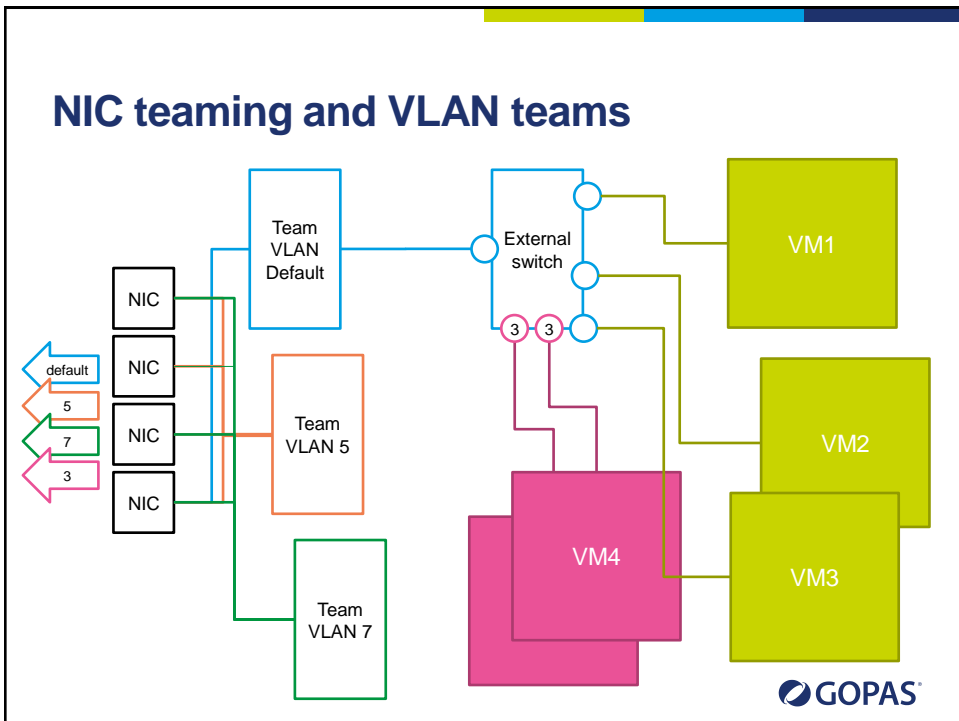 NIC teaming and VLAN teams
Team
VLAN
Default
External
switch
VM1
NIC
NIC
NIC
NIC
default
5
7
3
3
3
Team
VLAN 5
VM2
VM4
VM3
Team
VLAN 7
GOPAS®